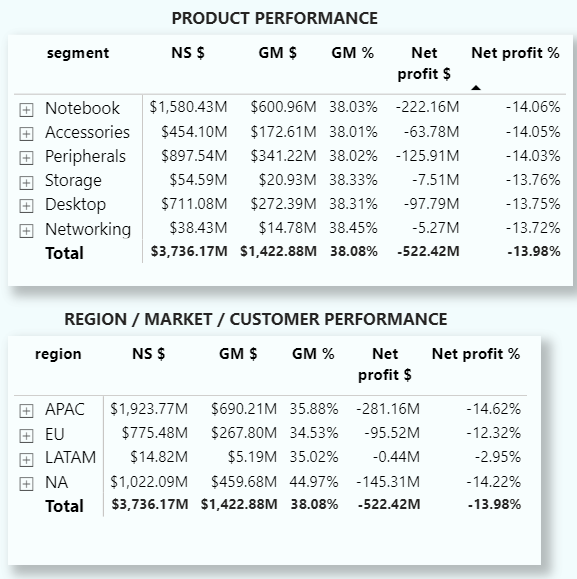 PRODUCT PERFORMANCE
segment NS $ GM $ GM % Net profit $ Net profit %
Notebook $1,580.43M $600.96M 38.03% -222.16M -14.06%
Accessories $454.10M $172.61M 38.01% -63.78M -14.05%
Peripherals $897.54M $341.22M 38.02% -125.91M -14.03%
Storage $54.59M $20.93M 38.33% -7.51M -13.76%
Desktop $711.08M $272.39M 38.31% -97.79M -13.75%
Networking $38.43M $14.78M 38.45% -5.27M -13.72%
Total $3,736.17M $1,422.88M 38.08% -522.42M -13.98%
REGION / MARKET / CUSTOMER PERFORMANCE
region NS $ GM $ GM % Net profit $ Net profit %
APAC $1,923.77M $690.21M 35.88% -281.16M -14.62%
EU $775.48M $267.80M 34.53% -95.52M -12.32%
LATAM $14.82M $5.19M 35.02% -0.44M -2.95%
NA $1,022.09M $459.68M 44.97% -145.31M -14.22%
Total $3,736.17M $1,422.88M 38.08% -522.42M -13.98%